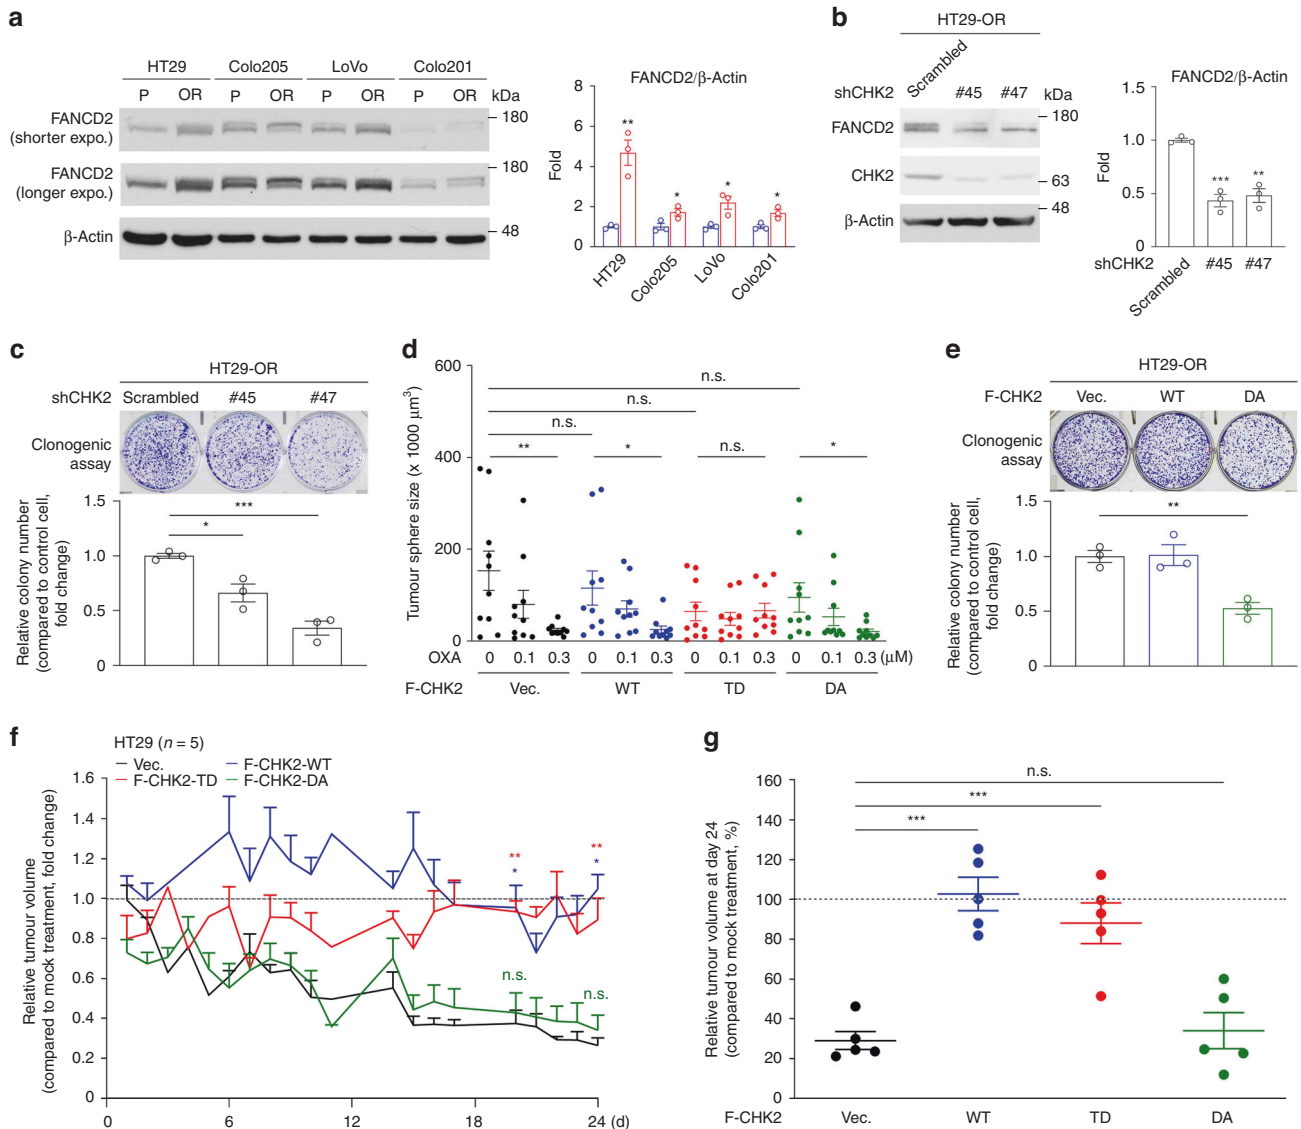 a
HT29 Colo205 LoVo Colo201
P OR P OR P OR P OR kDa
FANCD2
(shorter expo.)
180
FANCD2
(longer expo.)
180
β-Actin
48
FANCD2/β-Actin
Fold
8
6
4
2
0
**
*
*
*
HT29
Colo205
LoVo
Colo201
b
HT29-OR
Scrambled
shCHK2 #45 #47 kDa
FANCD2
180
CHK2
63
β-Actin
48
FANCD2/β-Actin
Fold
1.5
1.0
0.5
0
***
**
shCHK2
Scrambled
#45
#47
c
HT29-OR
shCHK2 Scrambled #45 #47
Clonogenic
assay
Relative colony number
(compared to control cell,
fold change)
1.5
1.0
0.5
0
***
*
d
Tumour sphere size (x 1000 μm³)
600
400
200
0
n.s.
n.s.
n.s.
**
*
n.s.
*
OXA 0 0.1 0.3 0 0.1 0.3 0 0.1 0.3 0 0.1 0.3 (μM)
F-CHK2 Vec. WT TD DA
e
HT29-OR
F-CHK2 Vec. WT DA
Clonogenic
assay
Relative colony number
(compared to control cell,
fold change)
1.5
1.0
0.5
0
**
f
HT29 (n = 5)
Vec. F-CHK2-WT
F-CHK2-TD F-CHK2-DA
Relative tumour volume
(compared to mock treatment, fold change)
1.6
1.4
1.2
1.0
0.8
0.6
0.4
0.2
0
**
*
**
*
n.s.
n.s.
0 6 12 18 24 (d)
g
Relative tumour volume at day 24
(compared to mock treatment, %)
160
140
120
100
80
60
40
20
0
n.s.
***
***
F-CHK2 Vec. WT TD DA